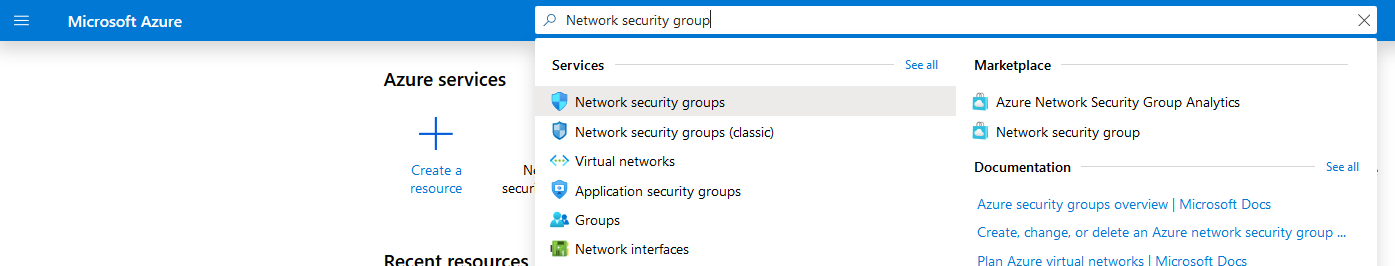 Microsoft Azure
Network security group
Azure services
Create a
resource
Services
See all
Network security groups
Network security groups (classic)
Virtual networks
Application security groups
Groups
Network interfaces
Marketplace
Azure Network Security Group Analytics
Network security group
Documentation
See all
Azure security groups overview | Microsoft Docs
Create, change, or delete an Azure network security group ...
Plan Azure virtual networks | Microsoft Docs
Recent resources